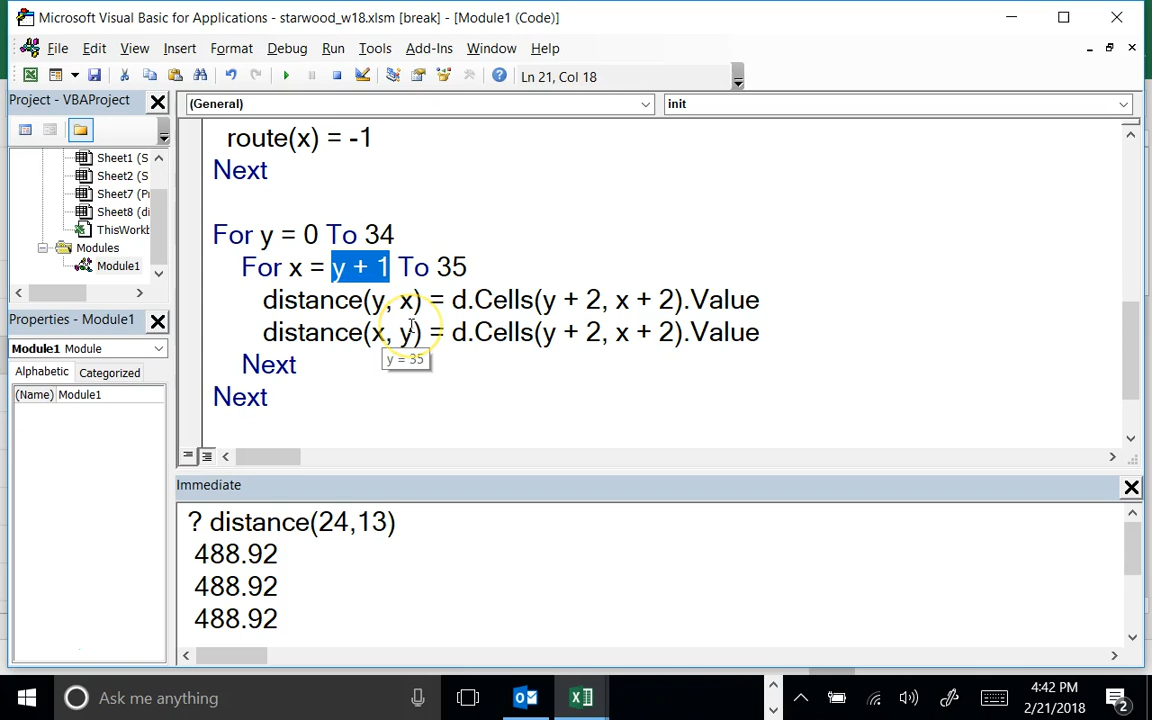 Microsoft Visual Basic for Applications - starwood_w18.xlsm [break] - [Module1 (Code)]
File Edit View Insert Format Debug Run Tools Add-Ins Window Help
Ln 21, Col 18
Project - VBAProject
(General)
init
Sheet1 (S
Sheet2 (S
Sheet7 (Pr
Sheet8 (di
ThisWorkb
Modules
Module1
Properties - Module1
Module1 Module
Alphabetic Categorized
(Name) Module1
route(x) = -1
Next
For y = 0 To 34
For x = y + 1 To 35
distance(y, x) = d.Cells(y + 2, x + 2).Value
distance(x, y) = d.Cells(y + 2, x + 2).Value
y = 35
Next
Next
Immediate
? distance(24,13)
488.92
488.92
488.92
Ask me anything
4:42 PM
2/21/2018
2